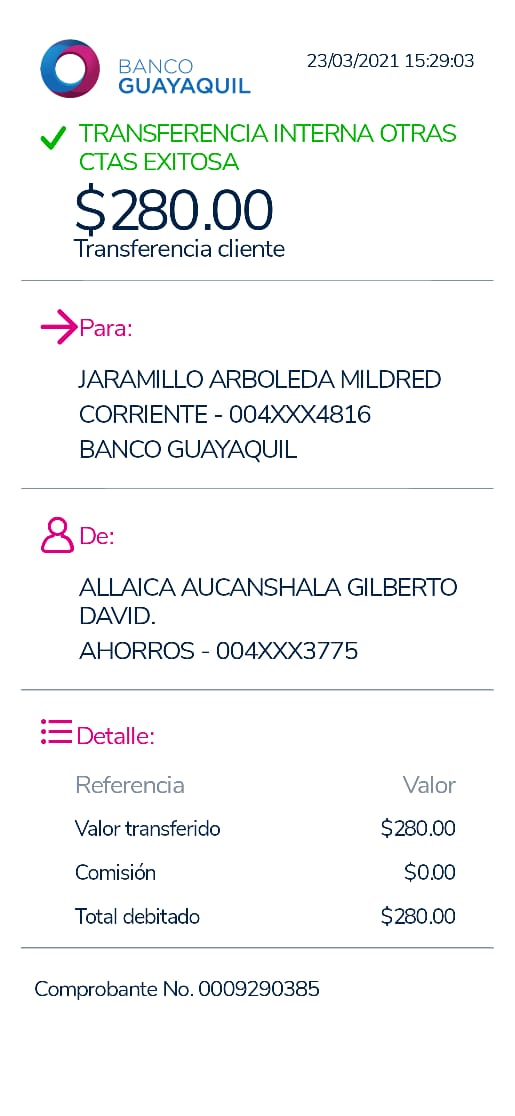 BANCO
GUAYAQUIL
23/03/2021 15:29:03
TRANSFERENCIA INTERNA OTRAS
CTAS EXITOSA
$280.00
Transferencia cliente
Para:
JARAMILLO ARBOLEDA MILDRED
CORRIENTE - 004XXX4816
BANCO GUAYAQUIL
De:
ALLAICA AUCANSHALA GILBERTO
DAVID.
AHORROS - 004XXX3775
Detalle:
Referencia Valor
Valor transferido $280.00
Comisión $0.00
Total debitado $280.00
Comprobante No. 0009290385